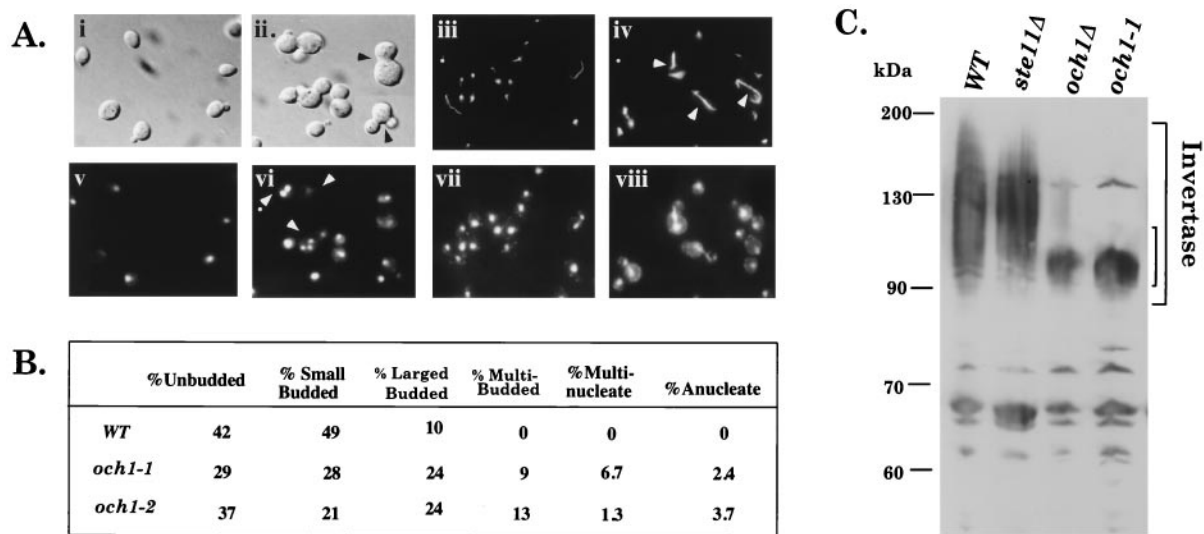 A.
i
ii.
iii
iv
v
vi
vii
viii
B.
%Unbudded % Small Budded % Larged Budded % Multi-Budded % Multi-nucleate % Anucleate
WT 42 49 10 0 0 0
och1-1 29 28 24 9 6.7 2.4
och1-2 37 21 24 13 1.3 3.7
C.
kDa WT ste11Δ och1Δ och1-1
200
130
90
70
60
Invertase